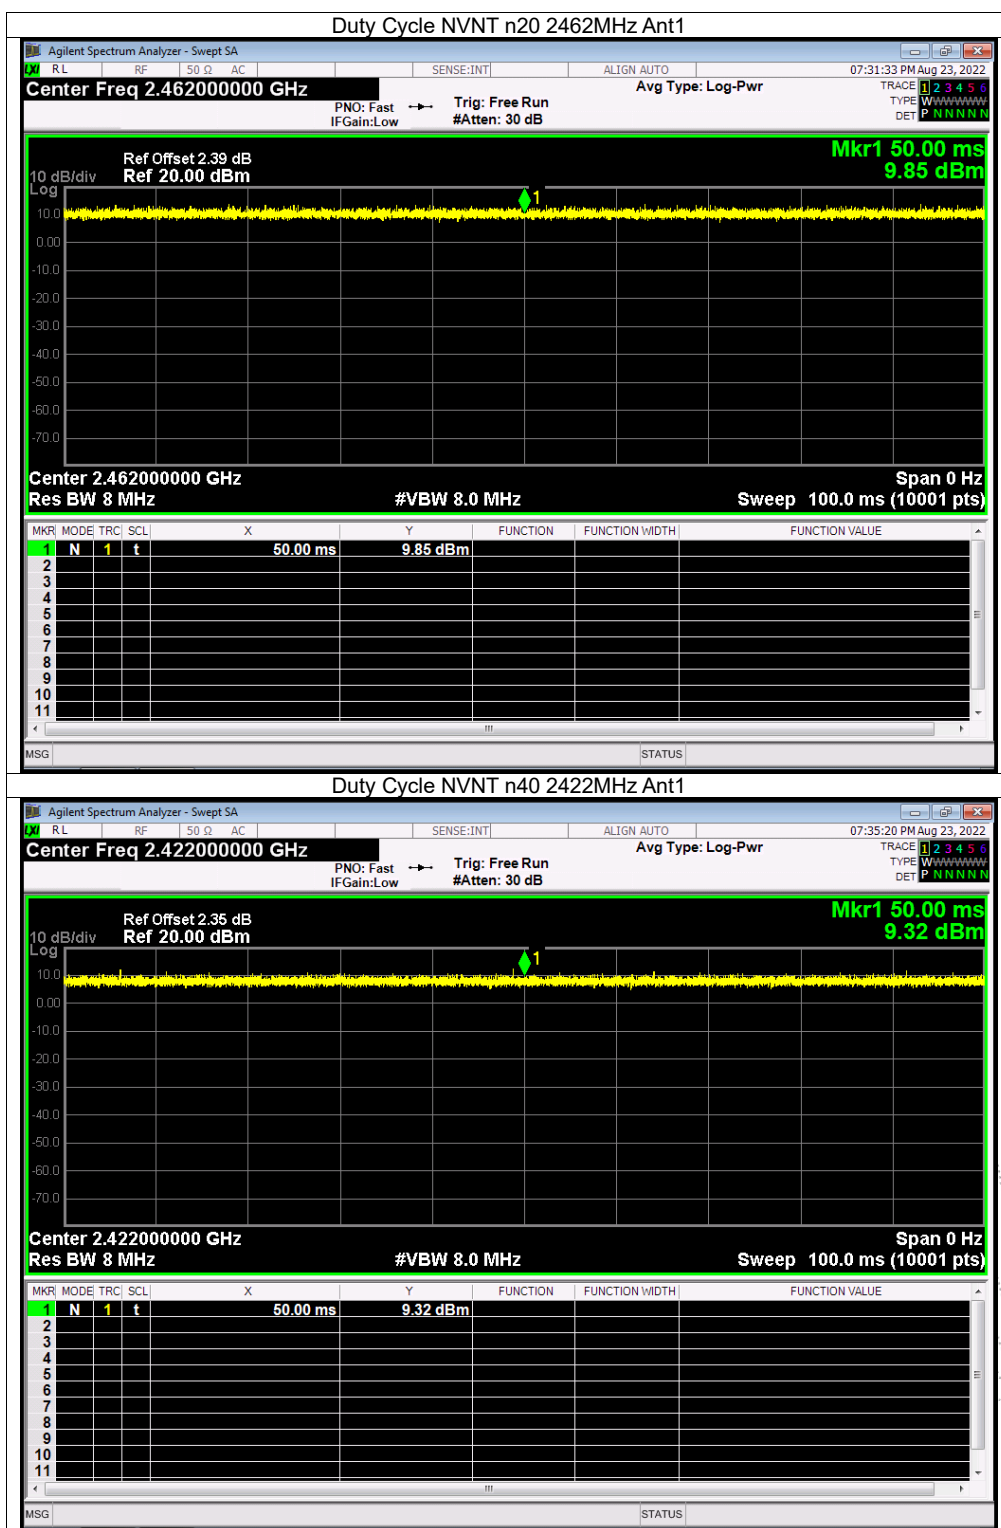 Duty Cycle NVNT n20 2462MHz Ant1
Agilent Spectrum Analyzer - Swept SA
LXI RL RF 50 Ω AC SENSE:INT ALIGN AUTO 07:31:33 PM Aug 23, 2022
Center Freq 2.462000000 GHz Avg Type: Log-Pwr TRACE 1 2 3 4 5 6
PNO: Fast Trig: Free Run TYPE WWWWWW
IFGain:Low #Atten: 30 dB DET P N N N N N
Mkr1 50.00 ms
Ref Offset 2.39 dB 9.85 dBm
10 dB/div Ref 20.00 dBm
Log
1
10.0
0.00
-10.0
-20.0
-30.0
-40.0
-50.0
-60.0
-70.0
Center 2.462000000 GHz Span 0 Hz
Res BW 8 MHz #VBW 8.0 MHz Sweep 100.0 ms (10001 pts)
MKR MODE TRC SCL X Y FUNCTION FUNCTION WIDTH FUNCTION VALUE
1 N 1 t 50.00 ms 9.85 dBm
2
3
4
5
6
7
8
9
10
11
MSG STATUS
Duty Cycle NVNT n40 2422MHz Ant1
Agilent Spectrum Analyzer - Swept SA
LXI RL RF 50 Ω AC SENSE:INT ALIGN AUTO 07:35:20 PM Aug 23, 2022
Center Freq 2.422000000 GHz Avg Type: Log-Pwr TRACE 1 2 3 4 5 6
PNO: Fast Trig: Free Run TYPE WWWWWW
IFGain:Low #Atten: 30 dB DET P N N N N N
Mkr1 50.00 ms
Ref Offset 2.35 dB 9.32 dBm
10 dB/div Ref 20.00 dBm
Log
1
10.0
0.00
-10.0
-20.0
-30.0
-40.0
-50.0
-60.0
-70.0
Center 2.422000000 GHz Span 0 Hz
Res BW 8 MHz #VBW 8.0 MHz Sweep 100.0 ms (10001 pts)
MKR MODE TRC SCL X Y FUNCTION FUNCTION WIDTH FUNCTION VALUE
1 N 1 t 50.00 ms 9.32 dBm
2
3
4
5
6
7
8
9
10
11
MSG STATUS